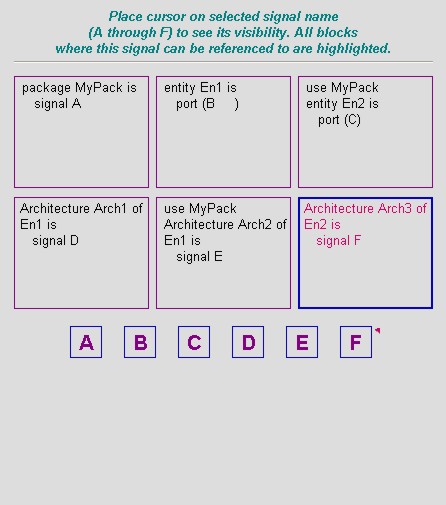 Place cursor on selected signal name
(A through F) to see its visibility. All blocks
where this signal can be referenced to are highlighted.
package MyPack is
signal A
entity En1 is
port (B )
use MyPack
entity En2 is
port (C)
Architecture Arch1 of
En1 is
signal D
use MyPack
Architecture Arch2 of
En1 is
signal E
Architecture Arch3 of
En2 is
signal F
A B C D E F